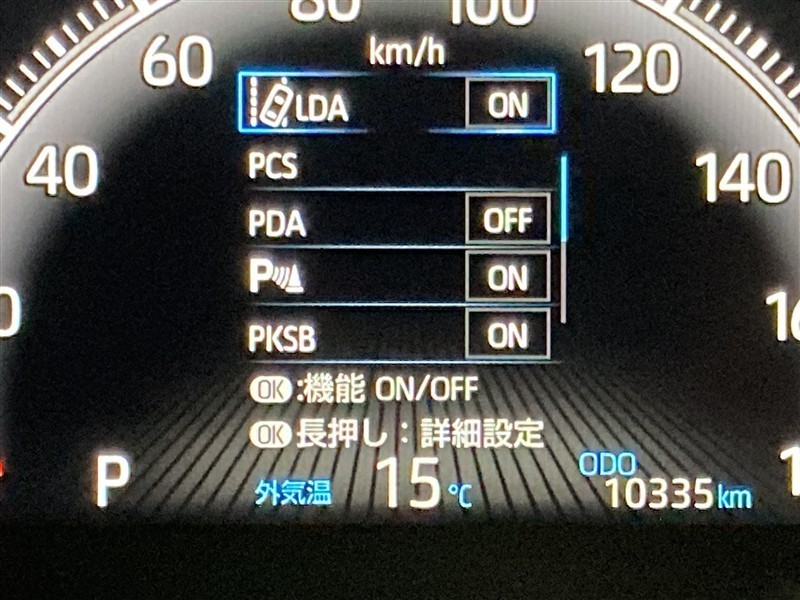 80 100
km/h
60 120
LDA ON
40 140
PCS
PDA OFF
P ON
PKSB ON
OK:機能 ON/OFF
OK長押し:詳細設定
P 外気温 15℃ ODO 10335km